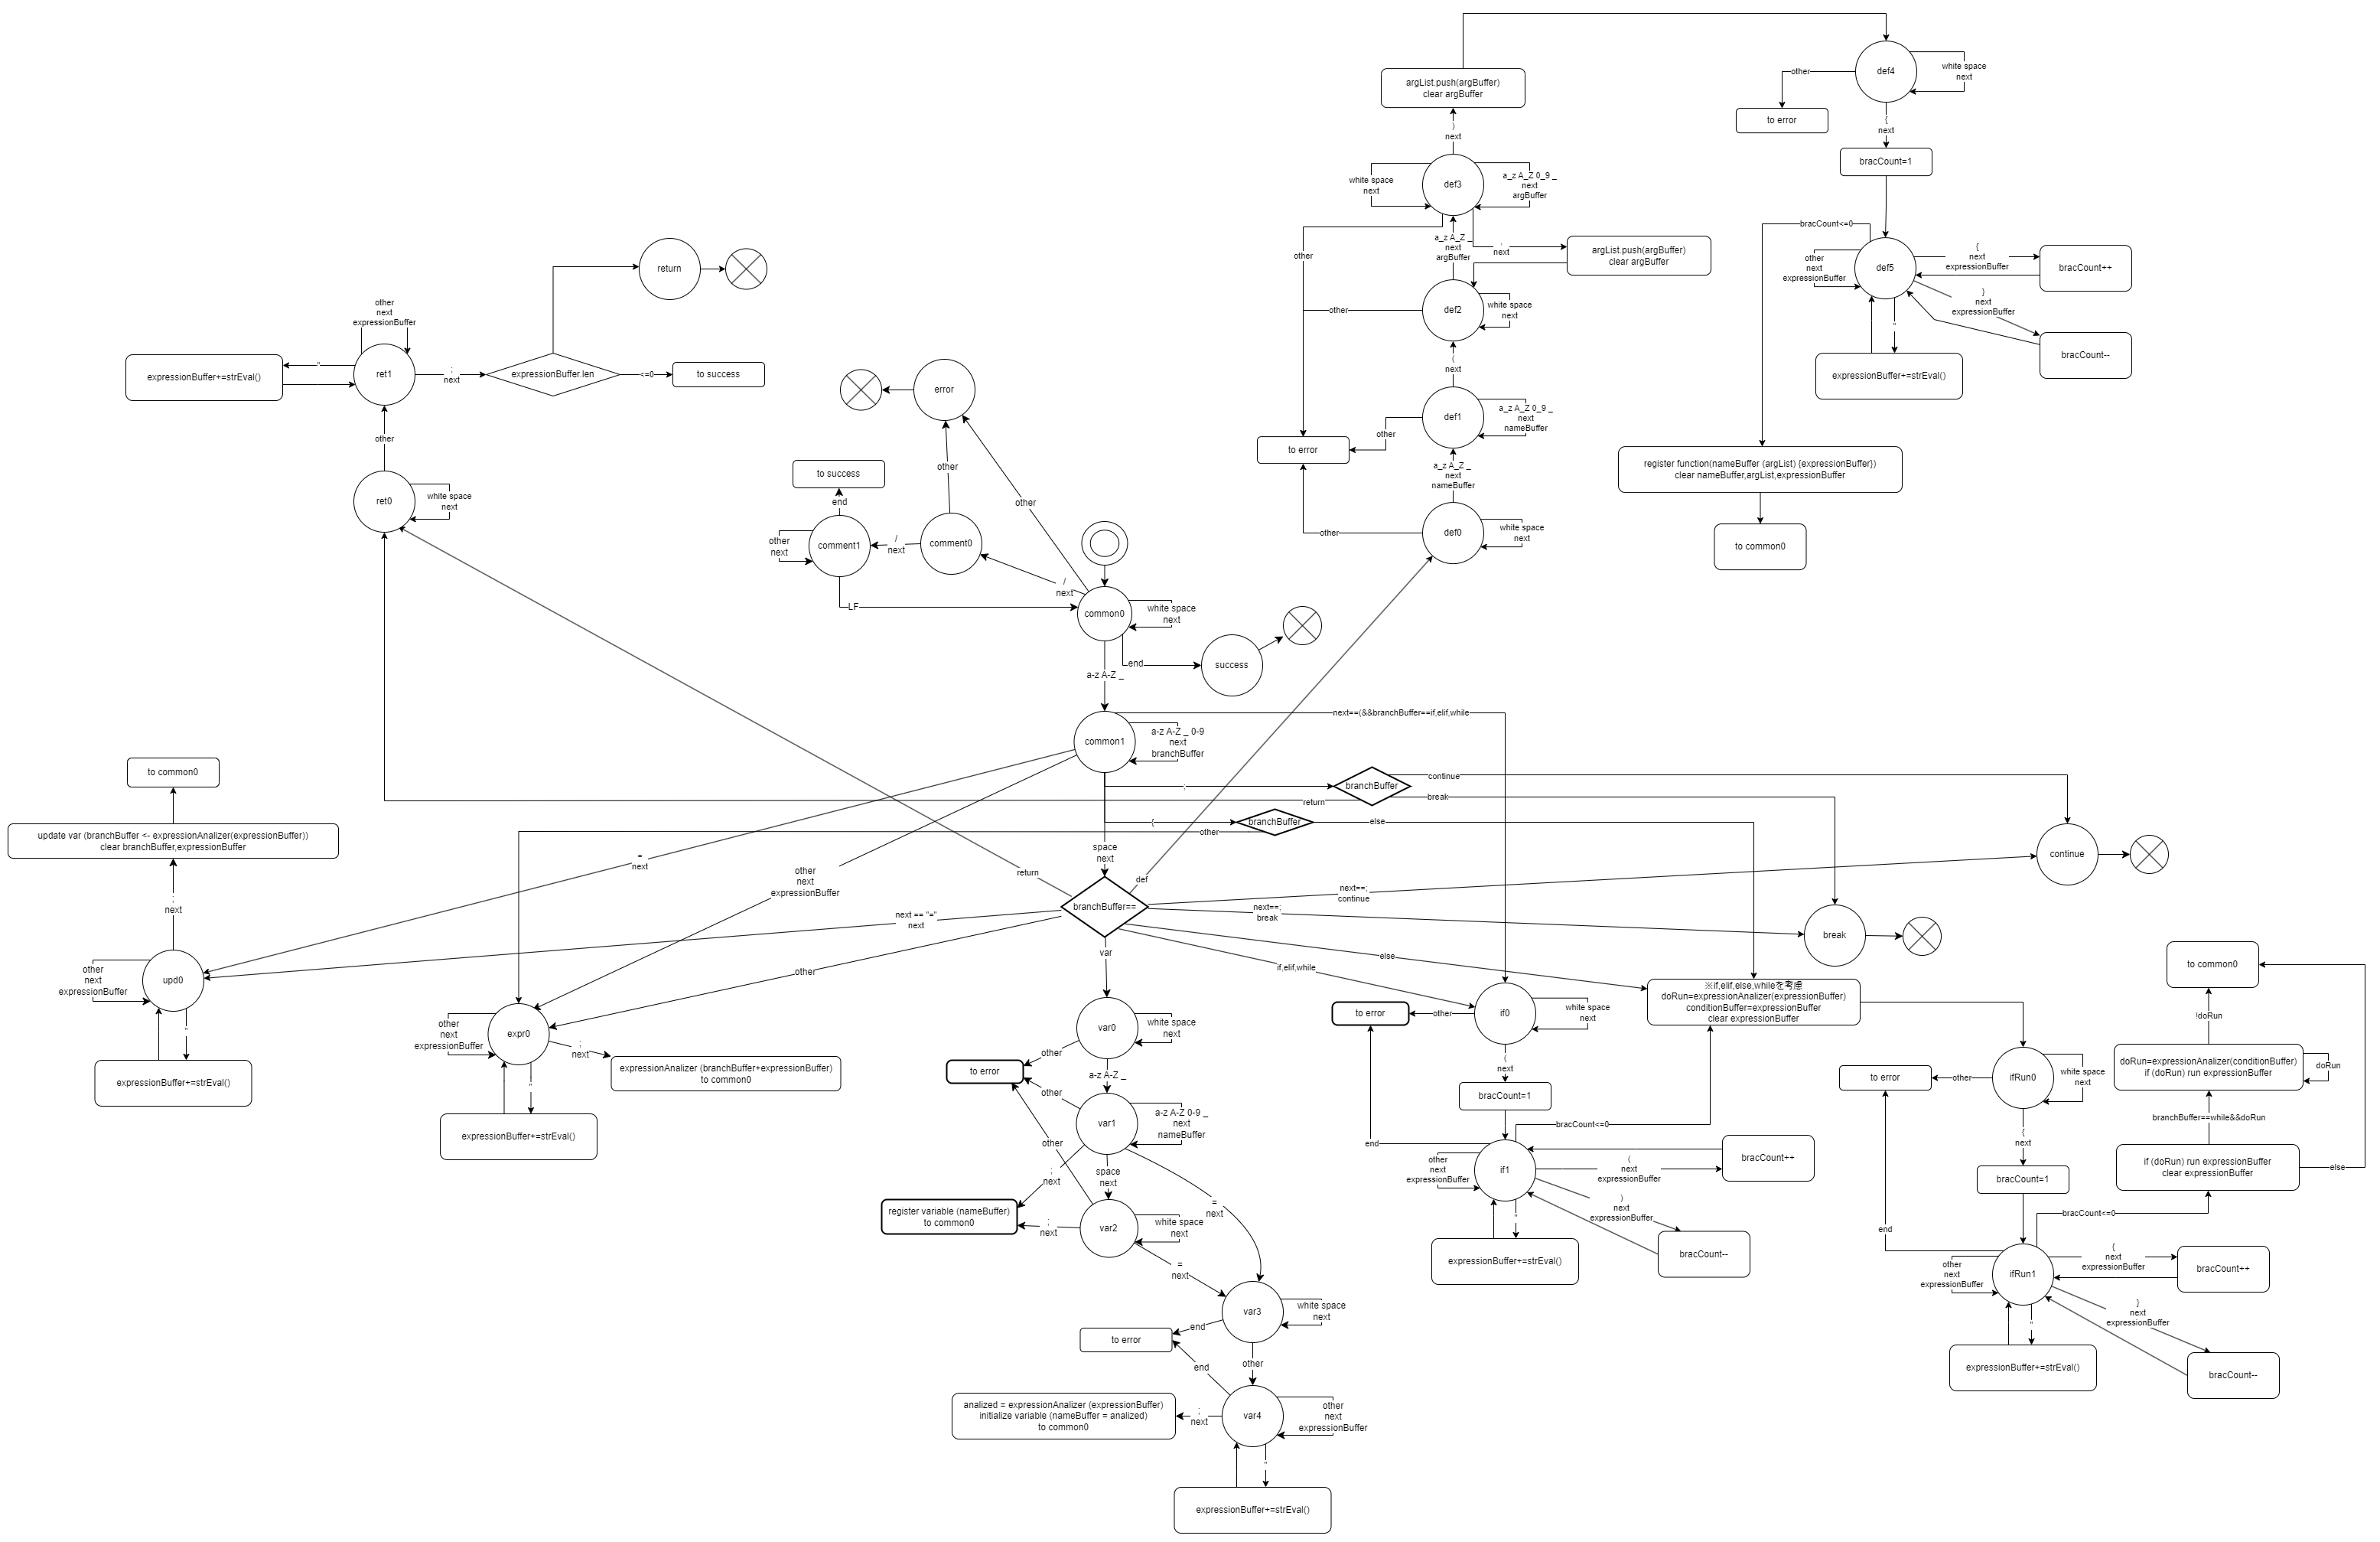 argList.push(argBuffer)
clear argBuffer
def4
white space
next
other
to error
{
next
bracCount=1
)
next
def3
white space
next
a_z A_Z 0_9 _
next
argBuffer
a_z A_Z _
next
argBuffer
,
next
argList.push(argBuffer)
clear argBuffer
other
def2
white space
next
other
(
next
def1
a_z A_Z 0_9 _
next
nameBuffer
other
to error
a_z A_Z _
next
nameBuffer
def0
white space
next
other
bracCount<=0
def5
other
next
expressionBuffer
{
next
expressionBuffer
bracCount++
}
next
expressionBuffer
bracCount--
"
expressionBuffer+=strEval()
register function(nameBuffer (argList) {expressionBuffer})
clear nameBuffer,argList,expressionBuffer
to common0
return
other
next
expressionBuffer
ret1
"
expressionBuffer+=strEval()
;
next
expressionBuffer.len
<=0
to success
other
ret0
white space
next
error
other
other
to success
end
comment1
other
next
/
next
comment0
/
next
LF
common0
white space
next
end
success
a-z A-Z _
common1
a-z A-Z _ 0-9
next
branchBuffer
next==(&&branchBuffer==if,elif,while
;
branchBuffer
continue
break
return
{
branchBuffer
else
other
space
next
=
next
other
next
expressionBuffer
return
def
branchBuffer==
next==;
continue
next==;
break
continue
break
next == "="
next
other
var
if,elif,while
else
to common0
update var (branchBuffer <- expressionAnalizer(expressionBuffer))
clear branchBuffer,expressionBuffer
;
next
upd0
other
next
expressionBuffer
"
expressionBuffer+=strEval()
expr0
other
next
expressionBuffer
;
next
expressionAnalizer (branchBuffer+expressionBuffer)
to common0
"
expressionBuffer+=strEval()
var0
white space
next
other
to error
a-z A-Z _
other
var1
a-z A-Z 0-9 _
next
nameBuffer
other
;
next
space
next
=
next
register variable (nameBuffer)
to common0
;
next
var2
white space
next
=
next
var3
white space
next
end
to error
other
end
var4
other
next
expressionBuffer
;
next
analized = expressionAnalizer (expressionBuffer)
initialize variable (nameBuffer = analized)
to common0
"
expressionBuffer+=strEval()
if0
white space
next
other
to error
(
next
bracCount=1
end
bracCount<=0
if1
other
next
expressionBuffer
(
next
expressionBuffer
bracCount++
)
next
expressionBuffer
bracCount--
"
expressionBuffer+=strEval()
※if,elif,else,whileを考慮
doRun=expressionAnalizer(expressionBuffer)
conditionBuffer=expressionBuffer
clear expressionBuffer
ifRun0
white space
next
other
to error
{
next
bracCount=1
end
bracCount<=0
ifRun1
other
next
expressionBuffer
{
next
expressionBuffer
bracCount++
}
next
expressionBuffer
bracCount--
"
expressionBuffer+=strEval()
to common0
!doRun
doRun=expressionAnalizer(conditionBuffer)
if (doRun) run expressionBuffer
doRun
branchBuffer==while&&doRun
if (doRun) run expressionBuffer
clear expressionBuffer
else